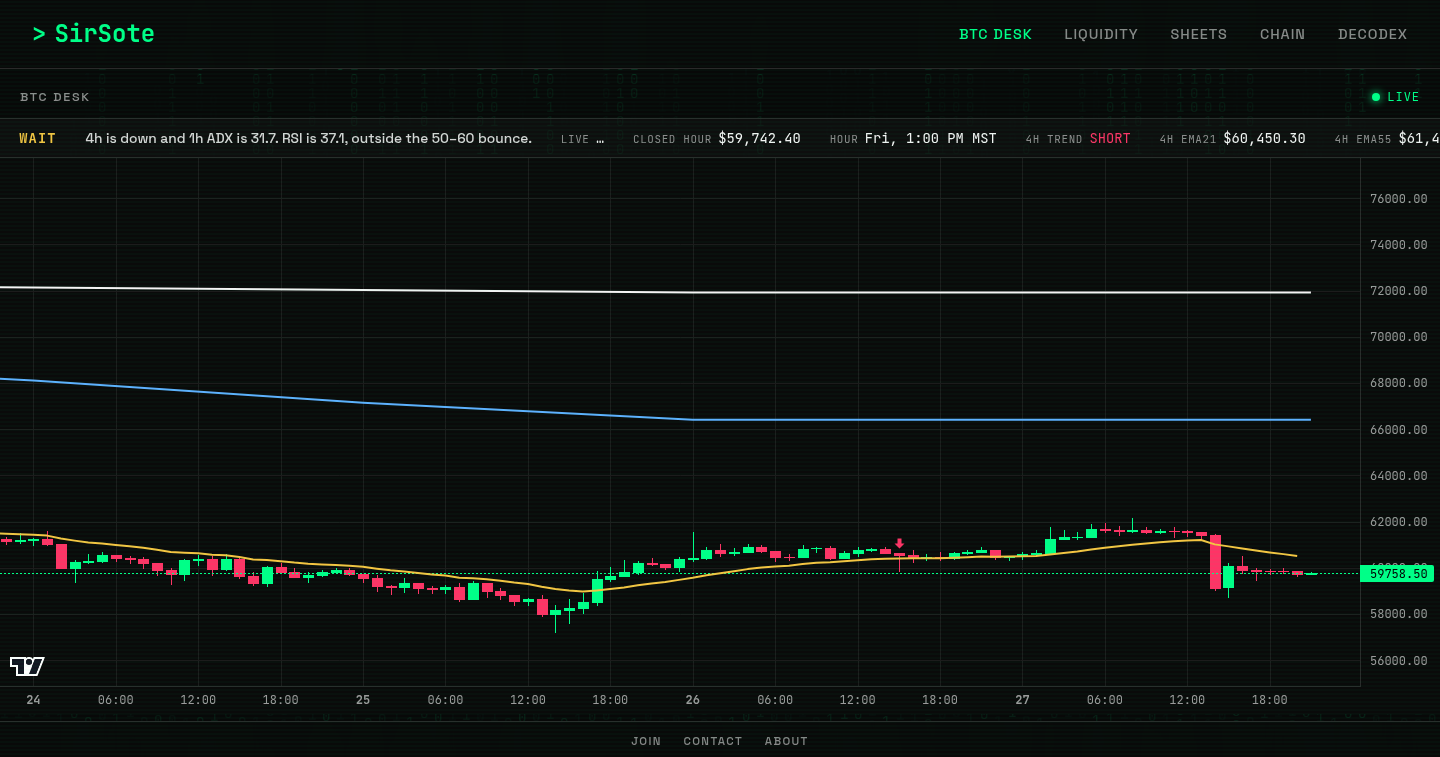 > SirSote
BTC DESK LIQUIDITY SHEETS CHAIN DECODEX
BTC DESK
LIVE
WAIT 4h is down and 1h ADX is 31.7. RSI is 37.1, outside the 50–60 bounce. LIVE … CLOSED HOUR $59,742.40 HOUR Fri, 1:00 PM MST 4H TREND SHORT 4H EMA21 $60,450.30 4H EMA55 $61,4
76000.00
74000.00
72000.00
70000.00
68000.00
66000.00
64000.00
62000.00
59758.50
58000.00
56000.00
24 06:00 12:00 18:00 25 06:00 12:00 18:00 26 06:00 12:00 18:00 27 06:00 12:00 18:00
JOIN CONTACT ABOUT